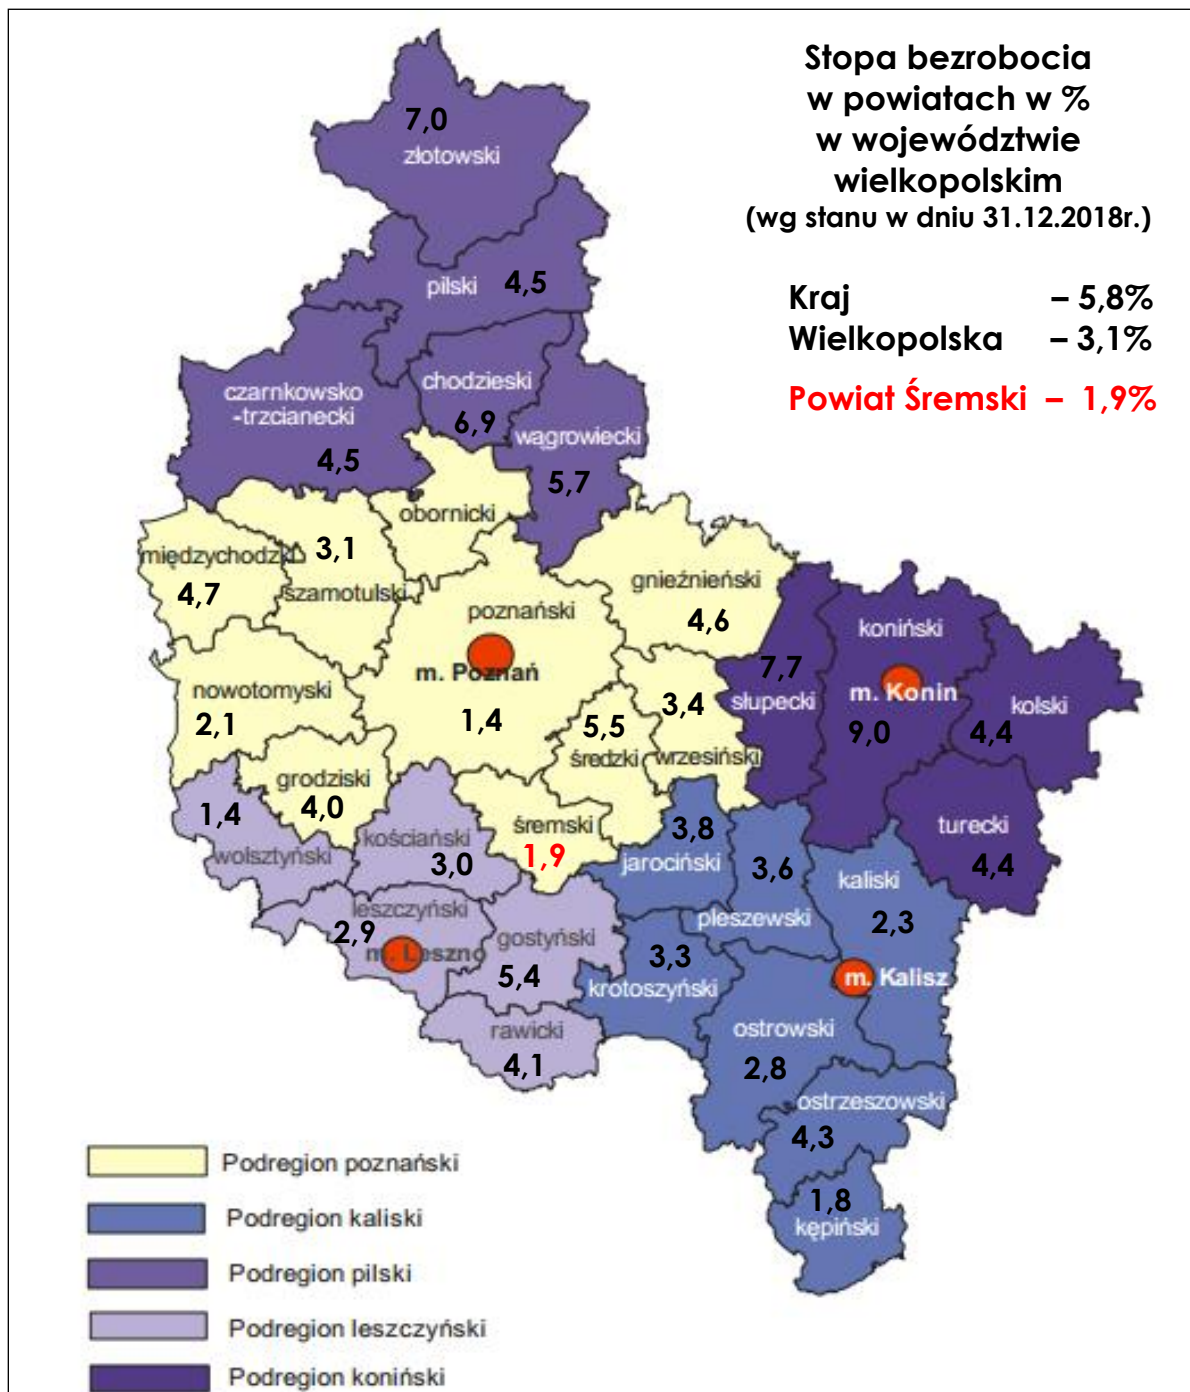 Stopa bezrobocia
w powiatach w %
w województwie
wielkopolskim
(wg stanu w dniu 31.12.2018r.)
Kraj – 5,8%
Wielkopolska – 3,1%
Powiat Śremski – 1,9%
7,0
złotowski
pilski 4,5
czarnkowsko
-trzcianecki
4,5
chodzieski
6,9
wągrowiecki
5,7
obornicki
międzychodzki
4,7
3,1
szamotulski
poznański
m. Poznań
1,4
gnieźnieński
4,6
nowotomyski
2,1
grodziski
4,0
5,5
średzki
3,4
wrzesiński
śremski
1,9
7,7
słupecki
koniński
m. Konin
9,0
kolski
4,4
turecki
4,4
1,4
wolsztyński
kościański
3,0
leszczyński
2,9
m. Leszno
gostyński
5,4
rawicki
4,1
3,8
jarociński
3,6
pleszewski
kaliski
2,3
m. Kalisz
3,3
krotoszyński
ostrowski
2,8
ostrzeszowski
4,3
1,8
kępiński
Podregion poznański
Podregion kaliski
Podregion pilski
Podregion leszczyński
Podregion koniński